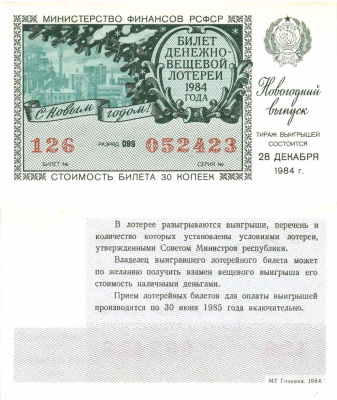 МИНИСТЕРСТВО ФИНАНСОВ РСФСР
БИЛЕТ
ДЕНЕЖНО-
ВЕЩЕВОЙ
ЛОТЕРЕИ
1984
ГОДА
С Новым годом!
Новогодний
выпуск
ТИРАЖ ВЫИГРЫШЕЙ
СОСТОИТСЯ
28 ДЕКАБРЯ
1984 г.
126 РАЗРЯД 099 052423
БИЛЕТ № СЕРИЯ №
СТОИМОСТЬ БИЛЕТА 30 КОПЕЕК
В лотерее разыгрываются выигрыши, перечень и
количество которых установлены условиями лотереи,
утвержденными Советом Министров республики.
Владелец выигравшего лотерейного билета может
по желанию получить взамен вещевого выигрыша его
стоимость наличными деньгами.
Прием лотерейных билетов для оплаты выигрышей
производится по 30 июня 1985 года включительно.
МТ Гознака. 1984.